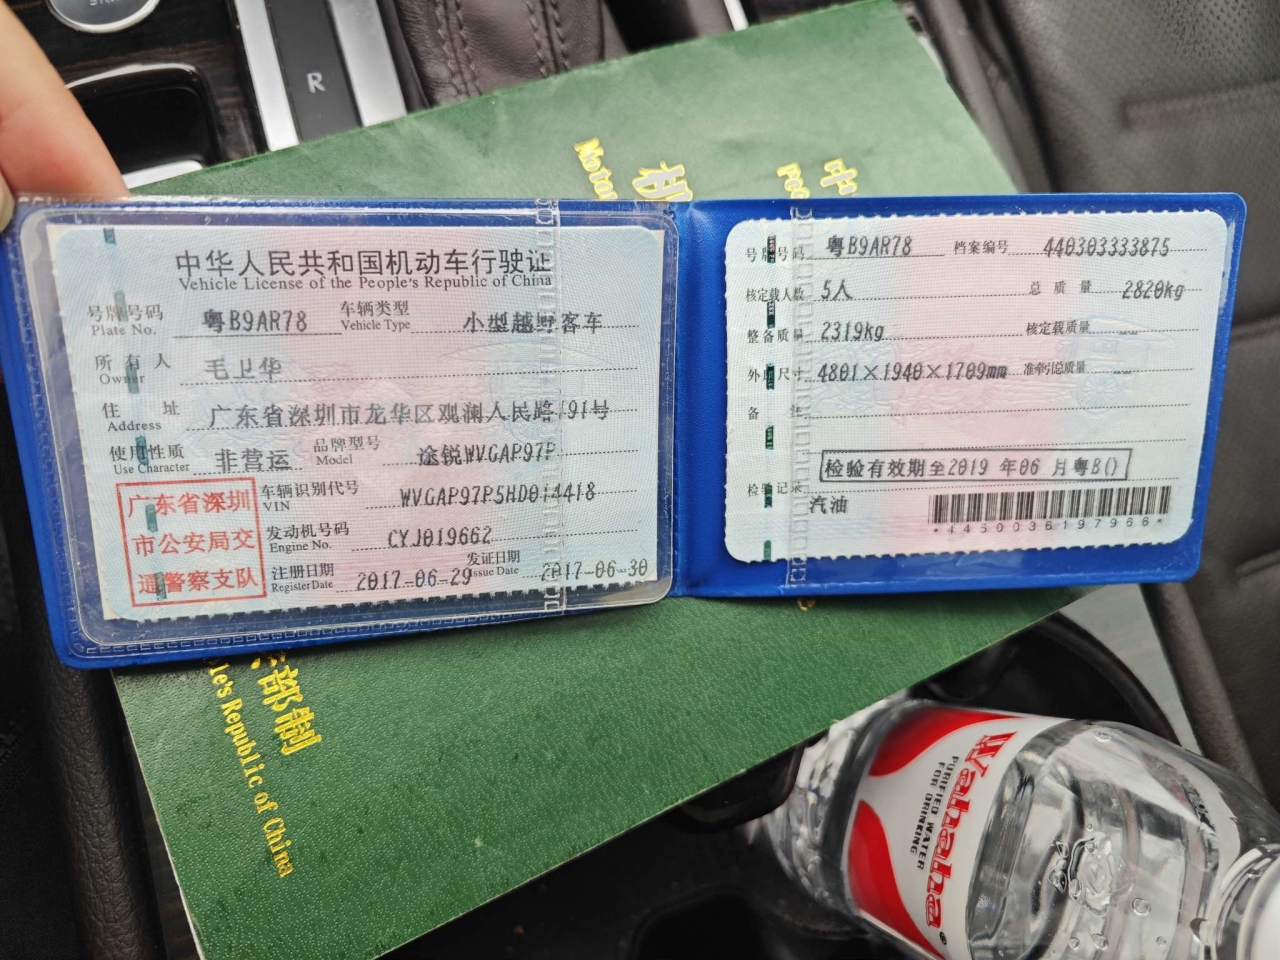 R
中华人民共和国机动车行驶证
Vehicle License of the People's Republic of China
号牌号码 粤B9AR78 车辆类型 小型越野客车
Plate No. Vehicle Type
所有人 毛卫华
Owner
住址 广东省深圳市龙华区观澜人民路191号
Address
使用性质 非营运 品牌型号 途锐WVGAP97P
Use Character Model
广东省深圳
市公安局交
通警察支队
车辆识别代号 WVGAP97P5HD014418
VIN
发动机号码 CYJ019662
Engine No.
注册日期 2017-06-29 发证日期 2017-06-30
Register Date Issue Date
号牌号码 粤B9AR78 档案编号 440303333875
核定载人数 5人 总质量 2820kg
整备质量 2319kg 核定载质量 --
外廓尺寸 4801×1940×1709mm 准牵引总质量 --
备注
检验有效期至2019年06月粤B()
检验记录
汽油
*4450036197966*
中
机
Motor
部制
ple's Republic of China
Wahaha®
PURIFIED WATER
FOR DRINKING